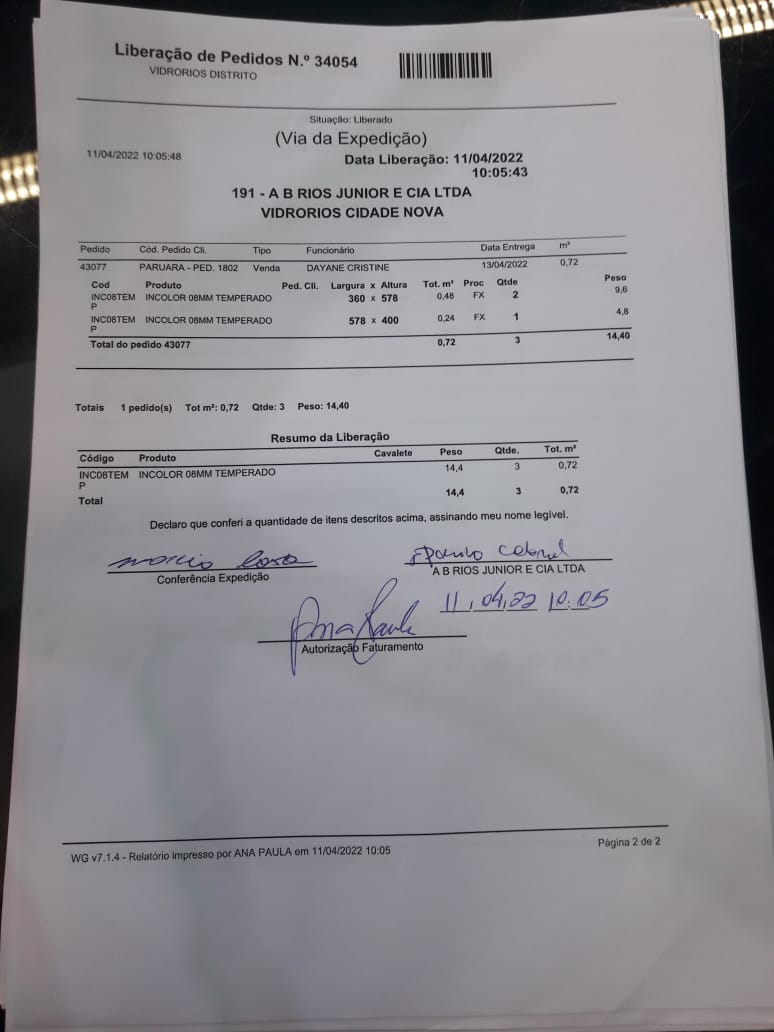 Liberação de Pedidos N.º 34054
VIDRORIOS DISTRITO
Situação: Liberado
(Via da Expedição)
11/04/2022 10:05:48
Data Liberação: 11/04/2022
10:05:43
191 - A B RIOS JUNIOR E CIA LTDA
VIDRORIOS CIDADE NOVA
Pedido Cód. Pedido Cli. Tipo Funcionário Data Entrega m²
43077 PARUARA - PED. 1802 Venda DAYANE CRISTINE 13/04/2022 0,72
Cod Produto Ped. Cli. Largura x Altura Tot. m² Proc Qtde Peso
INC08TEM INCOLOR 08MM TEMPERADO 360 x 578 0,48 FX 2 9,6
P
INC08TEM INCOLOR 08MM TEMPERADO 578 x 400 0,24 FX 1 4,8
P
Total do pedido 43077 0,72 3 14,40
Totais 1 pedido(s) Tot m²: 0,72 Qtde: 3 Peso: 14,40
Resumo da Liberação
Código Produto Cavalete Peso Qtde. Tot. m²
INC08TEM INCOLOR 08MM TEMPERADO 14,4 3 0,72
P
Total 14,4 3 0,72
Declaro que conferi a quantidade de itens descritos acima, assinando meu nome legível.
Cabral
Conferência Expedição
A B RIOS JUNIOR E CIA LTDA
11,04,22 10:05
Ana Paula
Autorização Faturamento
WG v7.1.4 - Relatório impresso por ANA PAULA em 11/04/2022 10:05
Página 2 de 2